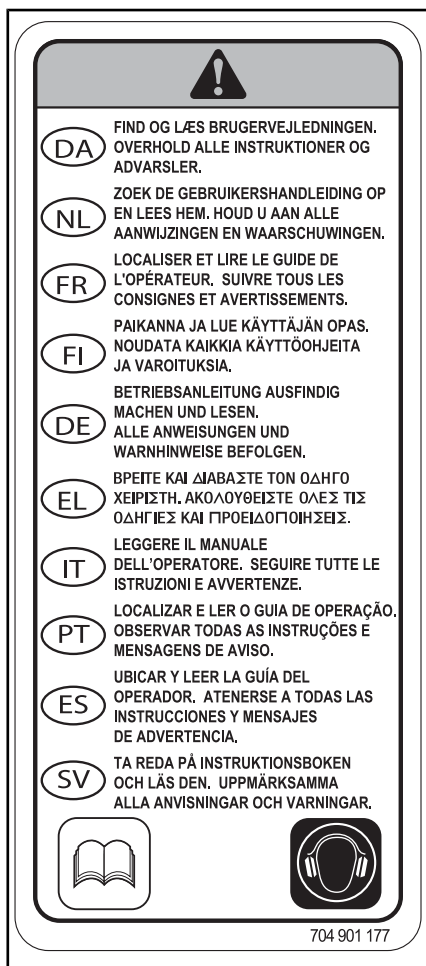 DA
FIND OG LÆS BRUGERVEJLEDNINGEN.
OVERHOLD ALLE INSTRUKTIONER OG
ADVARSLER.
NL
ZOEK DE GEBRUIKERSHANDLEIDING OP
EN LEES HEM. HOUD U AAN ALLE
AANWIJZINGEN EN WAARSCHUWINGEN.
FR
LOCALISER ET LIRE LE GUIDE DE
L'OPÉRATEUR. SUIVRE TOUS LES
CONSIGNES ET AVERTISSEMENTS.
FI
PAIKANNA JA LUE KÄYTTÄJÄN OPAS.
NOUDATA KAIKKIA KÄYTTÖOHJEITA
JA VAROITUKSIA.
DE
BETRIEBSANLEITUNG AUSFINDIG
MACHEN UND LESEN.
ALLE ANWEISUNGEN UND
WARNHINWEISE BEFOLGEN.
EL
ΒΡΕΙΤΕ ΚΑΙ ΔΙΑΒΑΣΤΕ ΤΟΝ ΟΔΗΓΟ
ΧΕΙΡΙΣΤΗ. ΑΚΟΛΟΥΘΕΙΣΤΕ ΟΛΕΣ ΤΙΣ
ΟΔΗΓΙΕΣ ΚΑΙ ΠΡΟΕΙΔΟΠΟΙΗΣΕΙΣ.
IT
LEGGERE IL MANUALE
DELL'OPERATORE. SEGUIRE TUTTE LE
ISTRUZIONI E AVVERTENZE.
PT
LOCALIZAR E LER O GUIA DE OPERAÇÃO.
OBSERVAR TODAS AS INSTRUÇÕES E
MENSAGENS DE AVISO.
ES
UBICAR Y LEER LA GUÍA DEL
OPERADOR. ATENERSE A TODAS LAS
INSTRUCCIONES Y MENSAJES
DE ADVERTENCIA.
SV
TA REDA PÅ INSTRUKTIONSBOKEN
OCH LÄS DEN. UPPMÄRKSAMMA
ALLA ANVISNINGAR OCH VARNINGAR.
704 901 177